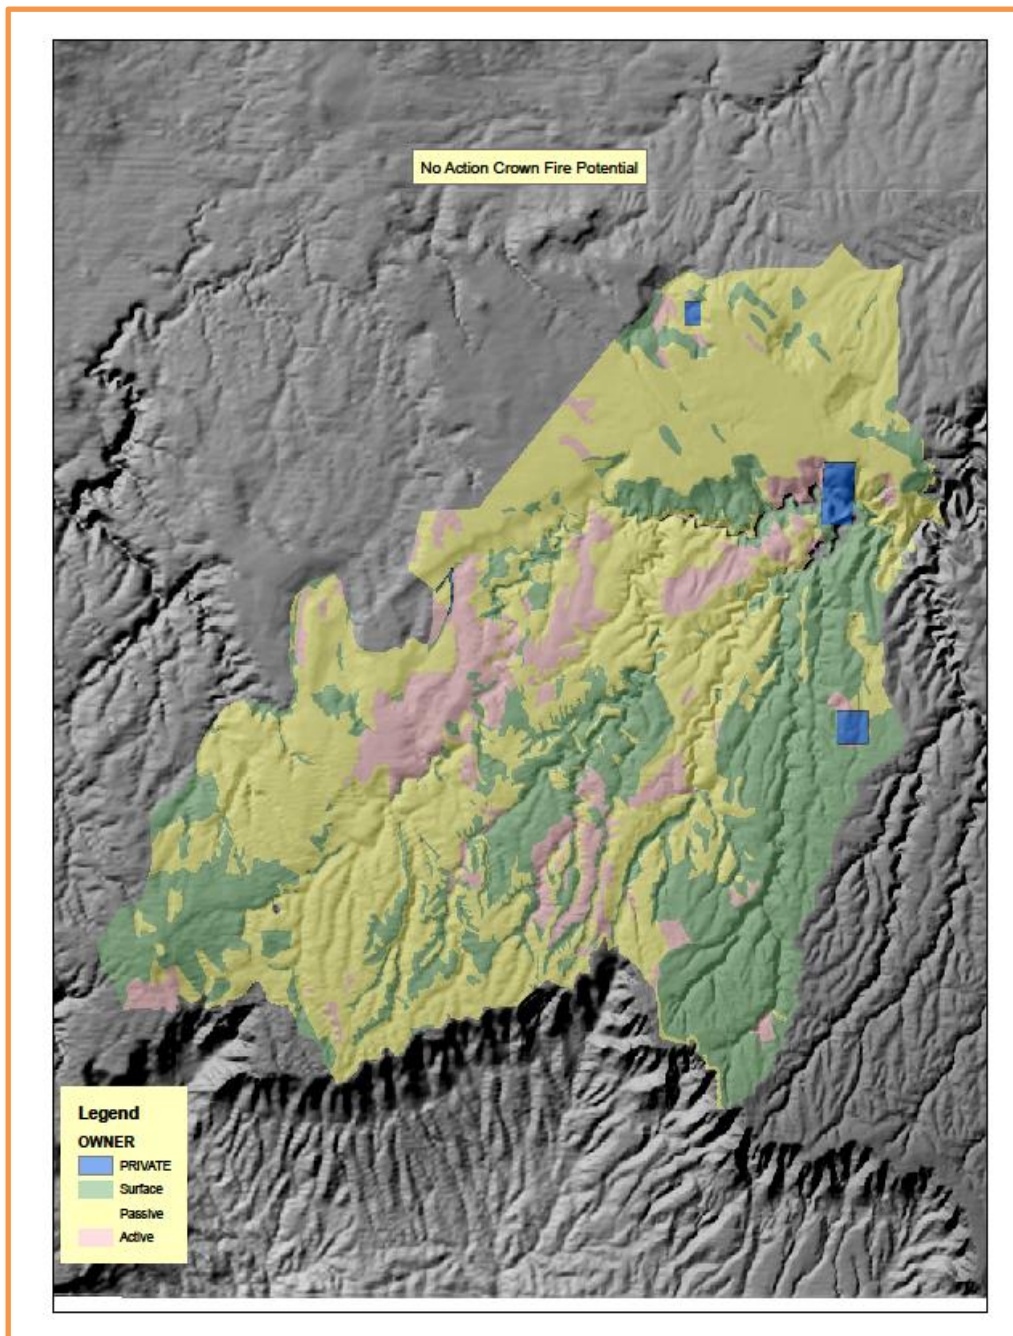 No Action Crown Fire Potential
Legend
OWNER
PRIVATE
Surface
Passive
Active